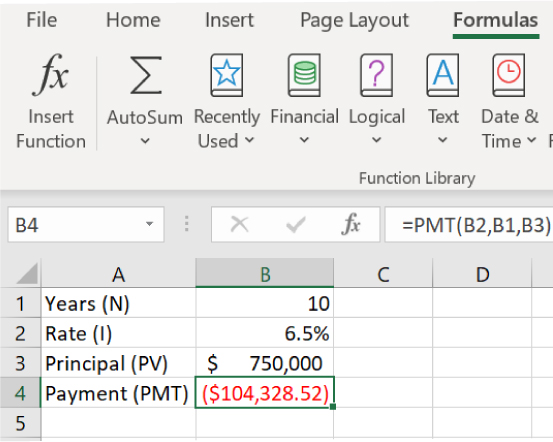 File Home Insert Page Layout Formulas
fx Σ ? A
Insert AutoSum Recently Financial Logical Text Date &
Function Used Time
Function Library
B4 fx =PMT(B2,B1,B3)
A B C D
1 Years (N) 10
2 Rate (I) 6.5%
3 Principal (PV) $ 750,000
4 Payment (PMT) ($104,328.52)
5